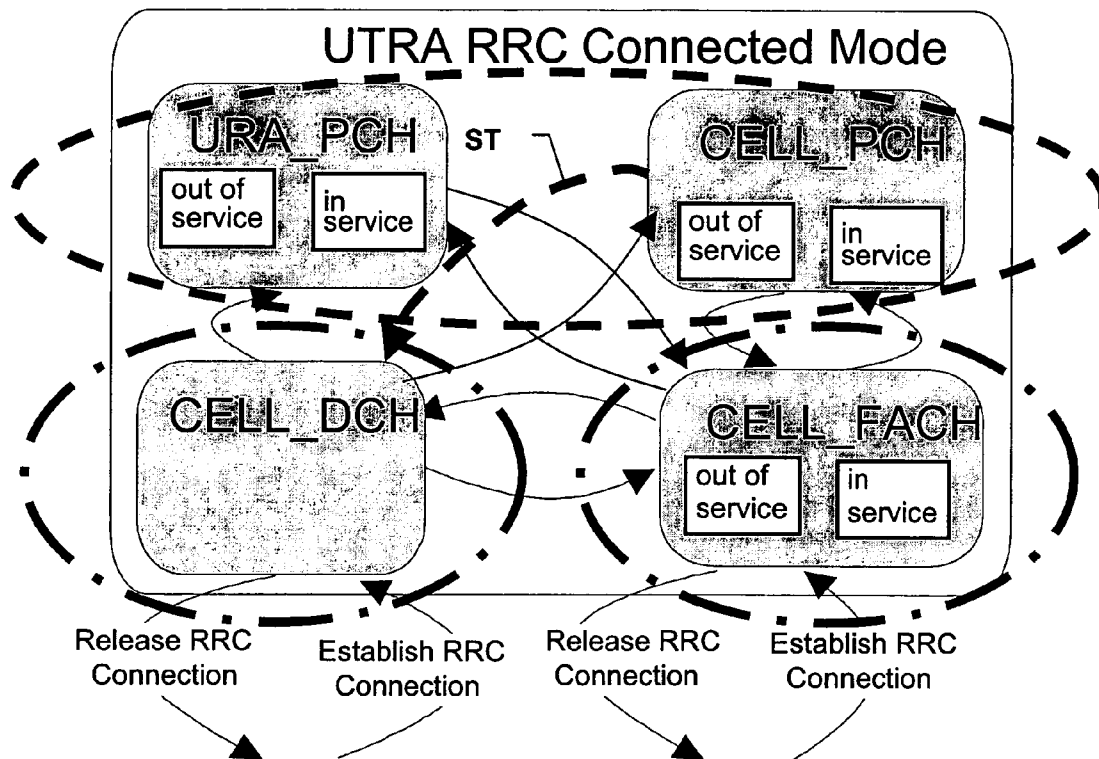 UTRA RRC Connected Mode
URA_PCH
ST
CELL_PCH
out of
service
in
service
out of
service
in
service
CELL_DCH
CELL_FACH
out of
service
in
service
Release RRC
Connection
Establish RRC
Connection
Release RRC
Connection
Establish RRC
Connection